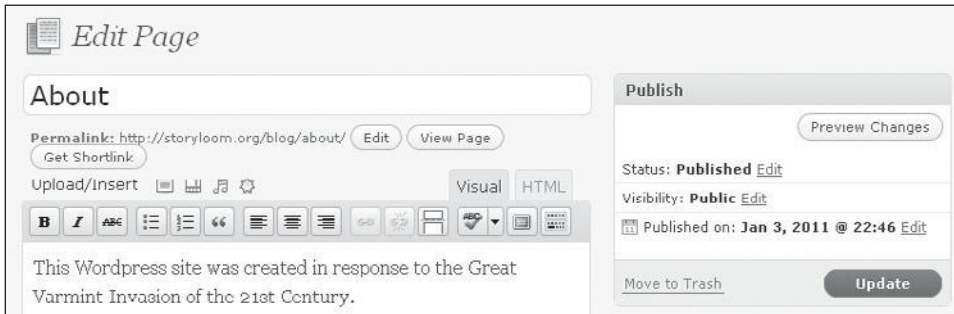 Edit Page
About
Permalink: http://storyloom.org/blog/about/ Edit View Page
Get Shortlink
Upload/Insert Visual HTML
B I ABC ABC
This Wordpress site was created in response to the Great
Varmint Invasion of the 21st Century.
Publish
Preview Changes
Status: Published Edit
Visibility: Public Edit
Published on: Jan 3, 2011 @ 22:46 Edit
Move to Trash Update